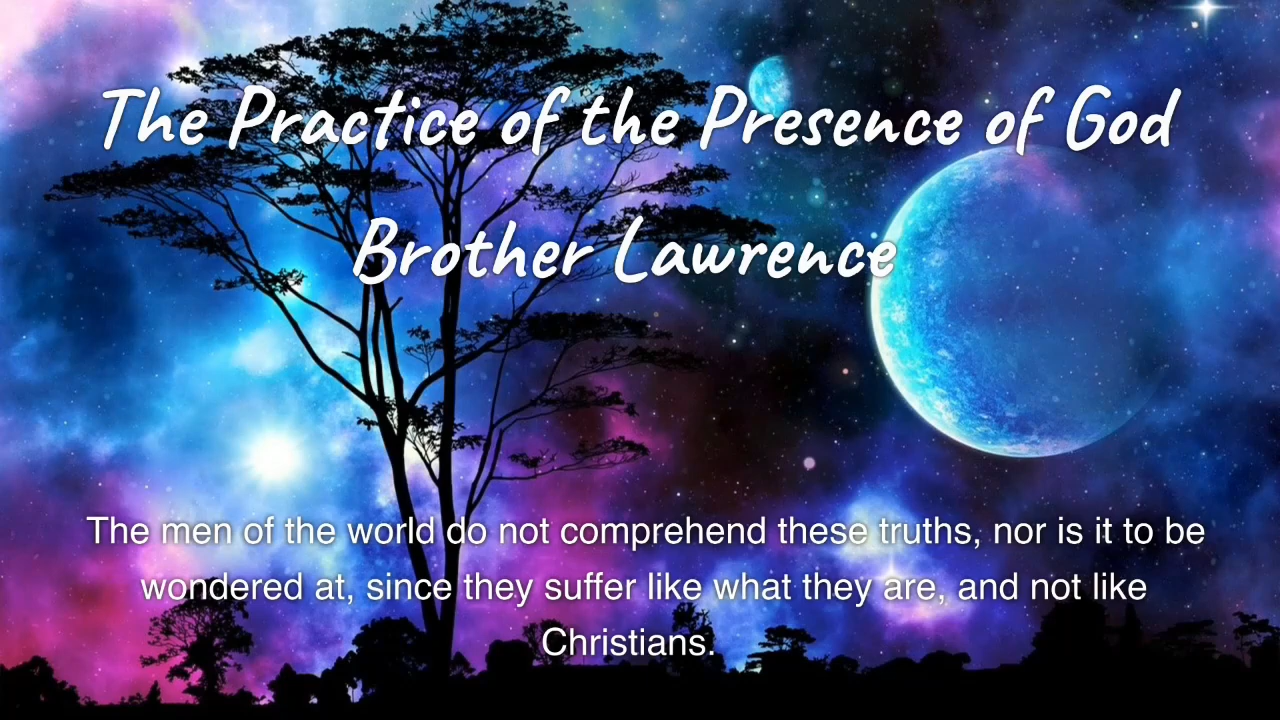 The Practice of the Presence of God
Brother Lawrence
The men of the world do not comprehend these truths, nor is it to be
wondered at, since they suffer like what they are, and not like
Christians.